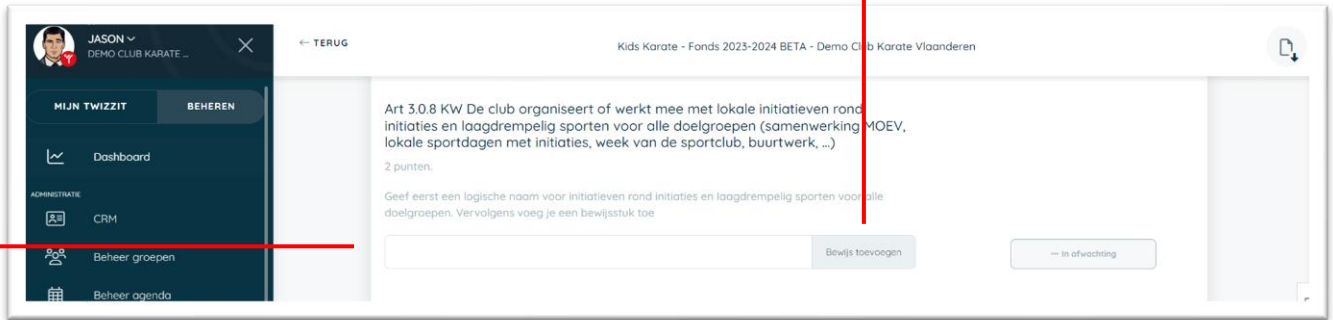 JASON
DEMO CLUB KARATE ...
← TERUG
Kids Karate - Fonds 2023-2024 BETA - Demo Club Karate Vlaanderen
MIJN TWIZZIT
BEHEREN
Dashboard
ADMINISTRATIE
CRM
Beheer groepen
Beheer agenda
Art 3.0.8 KW De club organiseert of werkt mee met lokale initiatieven rond
initiaties en laagdrempelig sporten voor alle doelgroepen (samenwerking MOEV,
lokale sportdagen met initiaties, week van de sportclub, buurtwerk, ...)
2 punten.
Geef eerst een logische naam voor initiatieven rond initiaties en laagdrempelig sporten voor alle
doelgroepen. Vervolgens voeg je een bewijsstuk toe
Bewijs toevoegen
— In afwachting